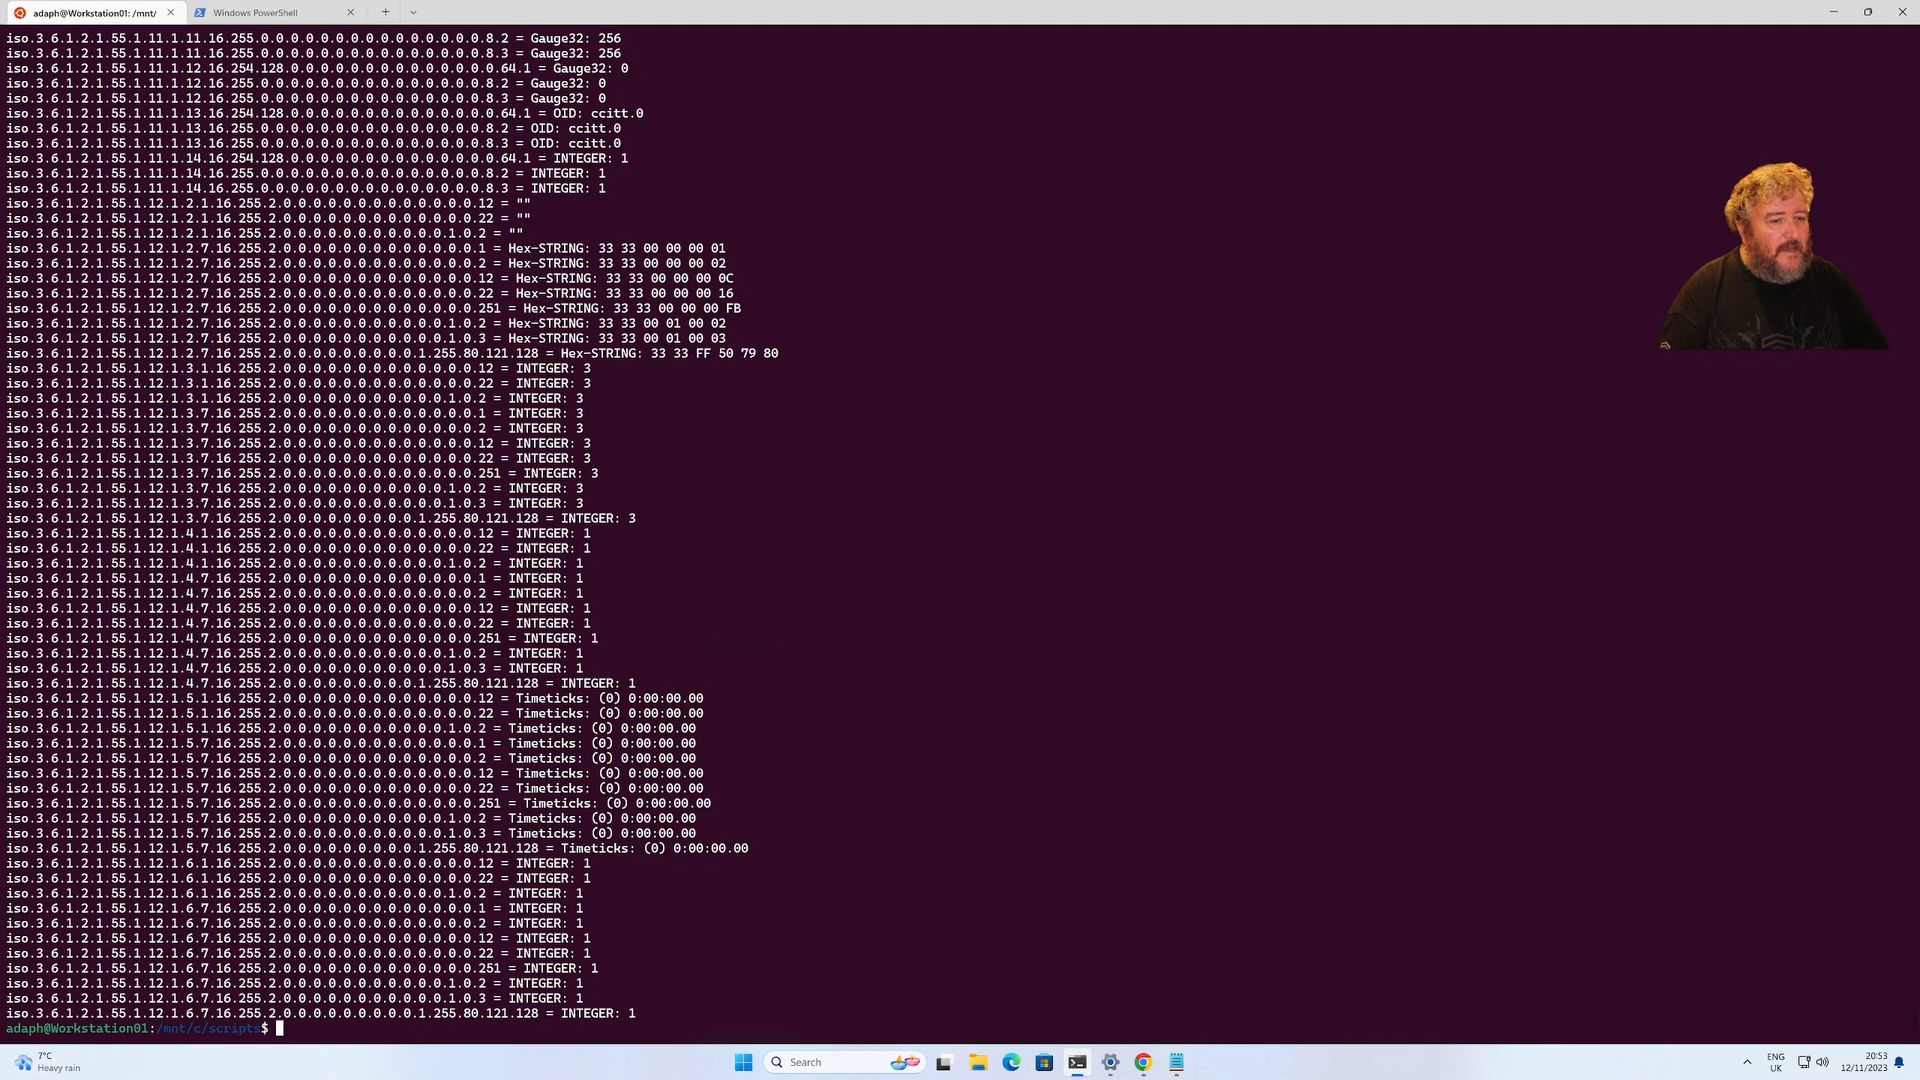 adaph@Workstation01: /mnt/
Windows PowerShell
iso.3.6.1.2.1.55.1.11.1.11.16.255.0.0.0.0.0.0.0.0.0.0.0.0.0.0.0.8.2 = Gauge32: 256
iso.3.6.1.2.1.55.1.11.1.11.16.255.0.0.0.0.0.0.0.0.0.0.0.0.0.0.0.8.3 = Gauge32: 256
iso.3.6.1.2.1.55.1.11.1.12.16.254.128.0.0.0.0.0.0.0.0.0.0.0.0.0.0.64.1 = Gauge32: 0
iso.3.6.1.2.1.55.1.11.1.12.16.255.0.0.0.0.0.0.0.0.0.0.0.0.0.0.0.8.2 = Gauge32: 0
iso.3.6.1.2.1.55.1.11.1.12.16.255.0.0.0.0.0.0.0.0.0.0.0.0.0.0.0.8.3 = Gauge32: 0
iso.3.6.1.2.1.55.1.11.1.13.16.254.128.0.0.0.0.0.0.0.0.0.0.0.0.0.0.64.1 = OID: ccitt.0
iso.3.6.1.2.1.55.1.11.1.13.16.255.0.0.0.0.0.0.0.0.0.0.0.0.0.0.0.8.2 = OID: ccitt.0
iso.3.6.1.2.1.55.1.11.1.13.16.255.0.0.0.0.0.0.0.0.0.0.0.0.0.0.0.8.3 = OID: ccitt.0
iso.3.6.1.2.1.55.1.11.1.14.16.254.128.0.0.0.0.0.0.0.0.0.0.0.0.0.0.64.1 = INTEGER: 1
iso.3.6.1.2.1.55.1.11.1.14.16.255.0.0.0.0.0.0.0.0.0.0.0.0.0.0.0.8.2 = INTEGER: 1
iso.3.6.1.2.1.55.1.11.1.14.16.255.0.0.0.0.0.0.0.0.0.0.0.0.0.0.0.8.3 = INTEGER: 1
iso.3.6.1.2.1.55.1.12.1.2.1.16.255.2.0.0.0.0.0.0.0.0.0.0.0.0.0.12 = ""
iso.3.6.1.2.1.55.1.12.1.2.1.16.255.2.0.0.0.0.0.0.0.0.0.0.0.0.0.22 = ""
iso.3.6.1.2.1.55.1.12.1.2.1.16.255.2.0.0.0.0.0.0.0.0.0.0.0.1.0.2 = ""
iso.3.6.1.2.1.55.1.12.1.2.7.16.255.2.0.0.0.0.0.0.0.0.0.0.0.0.0.1 = Hex-STRING: 33 33 00 00 00 01
iso.3.6.1.2.1.55.1.12.1.2.7.16.255.2.0.0.0.0.0.0.0.0.0.0.0.0.0.2 = Hex-STRING: 33 33 00 00 00 02
iso.3.6.1.2.1.55.1.12.1.2.7.16.255.2.0.0.0.0.0.0.0.0.0.0.0.0.0.12 = Hex-STRING: 33 33 00 00 00 0C
iso.3.6.1.2.1.55.1.12.1.2.7.16.255.2.0.0.0.0.0.0.0.0.0.0.0.0.0.22 = Hex-STRING: 33 33 00 00 00 16
iso.3.6.1.2.1.55.1.12.1.2.7.16.255.2.0.0.0.0.0.0.0.0.0.0.0.0.0.251 = Hex-STRING: 33 33 00 00 00 FB
iso.3.6.1.2.1.55.1.12.1.2.7.16.255.2.0.0.0.0.0.0.0.0.0.0.0.1.0.2 = Hex-STRING: 33 33 00 01 00 02
iso.3.6.1.2.1.55.1.12.1.2.7.16.255.2.0.0.0.0.0.0.0.0.0.0.0.1.0.3 = Hex-STRING: 33 33 00 01 00 03
iso.3.6.1.2.1.55.1.12.1.2.7.16.255.2.0.0.0.0.0.0.0.0.0.1.255.80.121.128 = Hex-STRING: 33 33 FF 50 79 80
iso.3.6.1.2.1.55.1.12.1.3.1.16.255.2.0.0.0.0.0.0.0.0.0.0.0.0.0.12 = INTEGER: 3
iso.3.6.1.2.1.55.1.12.1.3.1.16.255.2.0.0.0.0.0.0.0.0.0.0.0.0.0.22 = INTEGER: 3
iso.3.6.1.2.1.55.1.12.1.3.1.16.255.2.0.0.0.0.0.0.0.0.0.0.0.1.0.2 = INTEGER: 3
iso.3.6.1.2.1.55.1.12.1.3.7.16.255.2.0.0.0.0.0.0.0.0.0.0.0.0.0.1 = INTEGER: 3
iso.3.6.1.2.1.55.1.12.1.3.7.16.255.2.0.0.0.0.0.0.0.0.0.0.0.0.0.2 = INTEGER: 3
iso.3.6.1.2.1.55.1.12.1.3.7.16.255.2.0.0.0.0.0.0.0.0.0.0.0.0.0.12 = INTEGER: 3
iso.3.6.1.2.1.55.1.12.1.3.7.16.255.2.0.0.0.0.0.0.0.0.0.0.0.0.0.22 = INTEGER: 3
iso.3.6.1.2.1.55.1.12.1.3.7.16.255.2.0.0.0.0.0.0.0.0.0.0.0.0.0.251 = INTEGER: 3
iso.3.6.1.2.1.55.1.12.1.3.7.16.255.2.0.0.0.0.0.0.0.0.0.0.0.1.0.2 = INTEGER: 3
iso.3.6.1.2.1.55.1.12.1.3.7.16.255.2.0.0.0.0.0.0.0.0.0.0.0.1.0.3 = INTEGER: 3
iso.3.6.1.2.1.55.1.12.1.3.7.16.255.2.0.0.0.0.0.0.0.0.0.1.255.80.121.128 = INTEGER: 3
iso.3.6.1.2.1.55.1.12.1.4.1.16.255.2.0.0.0.0.0.0.0.0.0.0.0.0.0.12 = INTEGER: 1
iso.3.6.1.2.1.55.1.12.1.4.1.16.255.2.0.0.0.0.0.0.0.0.0.0.0.0.0.22 = INTEGER: 1
iso.3.6.1.2.1.55.1.12.1.4.1.16.255.2.0.0.0.0.0.0.0.0.0.0.0.1.0.2 = INTEGER: 1
iso.3.6.1.2.1.55.1.12.1.4.7.16.255.2.0.0.0.0.0.0.0.0.0.0.0.0.0.1 = INTEGER: 1
iso.3.6.1.2.1.55.1.12.1.4.7.16.255.2.0.0.0.0.0.0.0.0.0.0.0.0.0.2 = INTEGER: 1
iso.3.6.1.2.1.55.1.12.1.4.7.16.255.2.0.0.0.0.0.0.0.0.0.0.0.0.0.12 = INTEGER: 1
iso.3.6.1.2.1.55.1.12.1.4.7.16.255.2.0.0.0.0.0.0.0.0.0.0.0.0.0.22 = INTEGER: 1
iso.3.6.1.2.1.55.1.12.1.4.7.16.255.2.0.0.0.0.0.0.0.0.0.0.0.0.0.251 = INTEGER: 1
iso.3.6.1.2.1.55.1.12.1.4.7.16.255.2.0.0.0.0.0.0.0.0.0.0.0.1.0.2 = INTEGER: 1
iso.3.6.1.2.1.55.1.12.1.4.7.16.255.2.0.0.0.0.0.0.0.0.0.0.0.1.0.3 = INTEGER: 1
iso.3.6.1.2.1.55.1.12.1.4.7.16.255.2.0.0.0.0.0.0.0.0.0.1.255.80.121.128 = INTEGER: 1
iso.3.6.1.2.1.55.1.12.1.5.1.16.255.2.0.0.0.0.0.0.0.0.0.0.0.0.0.12 = Timeticks: (0) 0:00:00.00
iso.3.6.1.2.1.55.1.12.1.5.1.16.255.2.0.0.0.0.0.0.0.0.0.0.0.0.0.22 = Timeticks: (0) 0:00:00.00
iso.3.6.1.2.1.55.1.12.1.5.1.16.255.2.0.0.0.0.0.0.0.0.0.0.0.1.0.2 = Timeticks: (0) 0:00:00.00
iso.3.6.1.2.1.55.1.12.1.5.7.16.255.2.0.0.0.0.0.0.0.0.0.0.0.0.0.1 = Timeticks: (0) 0:00:00.00
iso.3.6.1.2.1.55.1.12.1.5.7.16.255.2.0.0.0.0.0.0.0.0.0.0.0.0.0.2 = Timeticks: (0) 0:00:00.00
iso.3.6.1.2.1.55.1.12.1.5.7.16.255.2.0.0.0.0.0.0.0.0.0.0.0.0.0.12 = Timeticks: (0) 0:00:00.00
iso.3.6.1.2.1.55.1.12.1.5.7.16.255.2.0.0.0.0.0.0.0.0.0.0.0.0.0.22 = Timeticks: (0) 0:00:00.00
iso.3.6.1.2.1.55.1.12.1.5.7.16.255.2.0.0.0.0.0.0.0.0.0.0.0.0.0.251 = Timeticks: (0) 0:00:00.00
iso.3.6.1.2.1.55.1.12.1.5.7.16.255.2.0.0.0.0.0.0.0.0.0.0.0.1.0.2 = Timeticks: (0) 0:00:00.00
iso.3.6.1.2.1.55.1.12.1.5.7.16.255.2.0.0.0.0.0.0.0.0.0.0.0.1.0.3 = Timeticks: (0) 0:00:00.00
iso.3.6.1.2.1.55.1.12.1.5.7.16.255.2.0.0.0.0.0.0.0.0.0.1.255.80.121.128 = Timeticks: (0) 0:00:00.00
iso.3.6.1.2.1.55.1.12.1.6.1.16.255.2.0.0.0.0.0.0.0.0.0.0.0.0.0.12 = INTEGER: 1
iso.3.6.1.2.1.55.1.12.1.6.1.16.255.2.0.0.0.0.0.0.0.0.0.0.0.0.0.22 = INTEGER: 1
iso.3.6.1.2.1.55.1.12.1.6.1.16.255.2.0.0.0.0.0.0.0.0.0.0.0.1.0.2 = INTEGER: 1
iso.3.6.1.2.1.55.1.12.1.6.7.16.255.2.0.0.0.0.0.0.0.0.0.0.0.0.0.1 = INTEGER: 1
iso.3.6.1.2.1.55.1.12.1.6.7.16.255.2.0.0.0.0.0.0.0.0.0.0.0.0.0.2 = INTEGER: 1
iso.3.6.1.2.1.55.1.12.1.6.7.16.255.2.0.0.0.0.0.0.0.0.0.0.0.0.0.12 = INTEGER: 1
iso.3.6.1.2.1.55.1.12.1.6.7.16.255.2.0.0.0.0.0.0.0.0.0.0.0.0.0.22 = INTEGER: 1
iso.3.6.1.2.1.55.1.12.1.6.7.16.255.2.0.0.0.0.0.0.0.0.0.0.0.0.0.251 = INTEGER: 1
iso.3.6.1.2.1.55.1.12.1.6.7.16.255.2.0.0.0.0.0.0.0.0.0.0.0.1.0.2 = INTEGER: 1
iso.3.6.1.2.1.55.1.12.1.6.7.16.255.2.0.0.0.0.0.0.0.0.0.0.0.1.0.3 = INTEGER: 1
iso.3.6.1.2.1.55.1.12.1.6.7.16.255.2.0.0.0.0.0.0.0.0.0.1.255.80.121.128 = INTEGER: 1
adaph@Workstation01:/mnt/c/scripts$
7°C
Heavy rain
Search
ENG
UK
20:53
12/11/2023